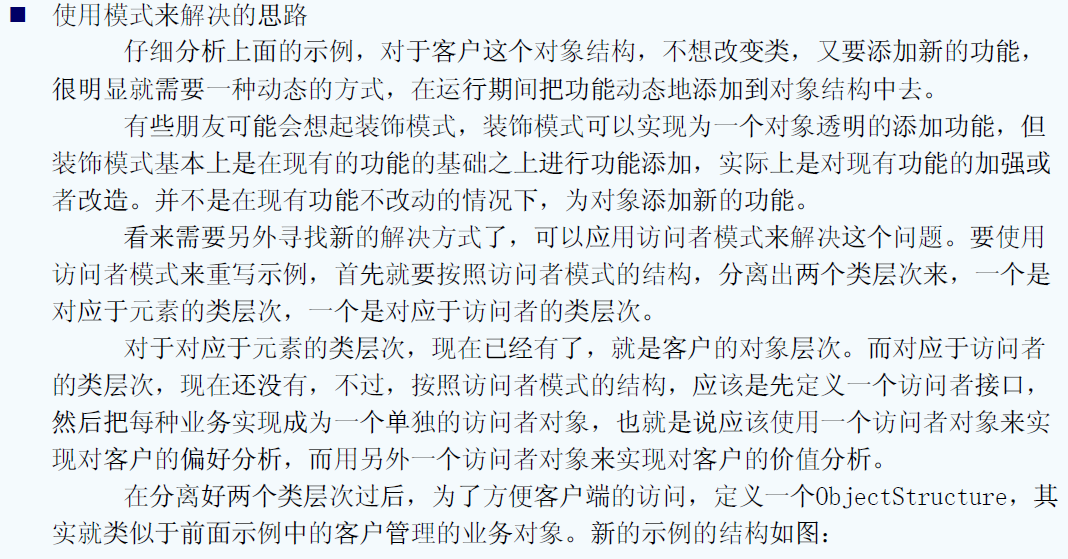 ■ 使用模式来解决的思路
仔细分析上面的示例，对于客户这个对象结构，不想改变类，又要添加新的功能，
很明显就需要一种动态的方式，在运行期间把功能动态地添加到对象结构中去。
有些朋友可能会想起装饰模式，装饰模式可以实现为一个对象透明的添加功能，但
装饰模式基本上是在现有的功能的基础之上进行功能添加，实际上是对现有功能的加强或
者改造。并不是在现有功能不改动的情况下，为对象添加新的功能。
看来需要另外寻找新的解决方式了，可以应用访问者模式来解决这个问题。要使用
访问者模式来重写示例，首先就要按照访问者模式的结构，分离出两个类层次来，一个是
对应于元素的类层次，一个是对应于访问者的类层次。
对于对应于元素的类层次，现在已经有了，就是客户的对象层次。而对应于访问者
的类层次，现在还没有，不过，按照访问者模式的结构，应该是先定义一个访问者接口，
然后把每种业务实现成为一个单独的访问者对象，也就是说应该使用一个访问者对象来实
现对客户的偏好分析，而用另外一个访问者对象来实现对客户的价值分析。
在分离好两个类层次过后，为了方便客户端的访问，定义一个ObjectStructure，其
实就类似于前面示例中的客户管理的业务对象。新的示例的结构如图：